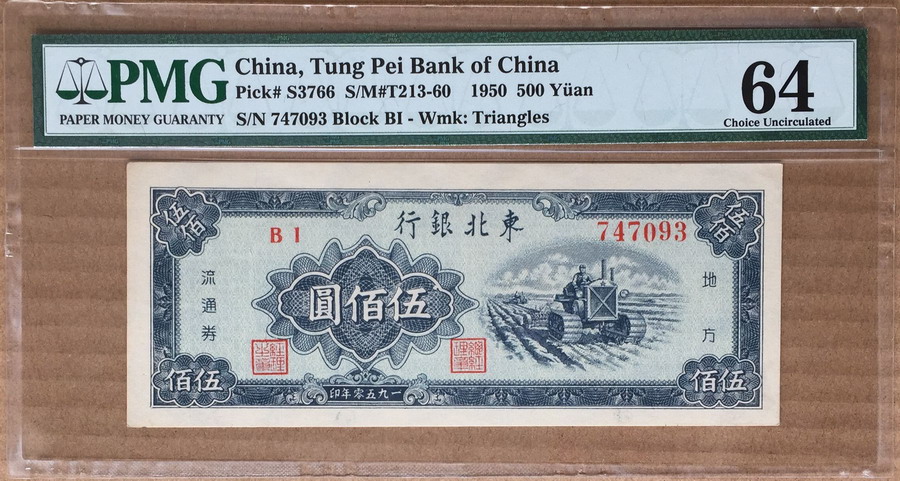 PMG
PAPER MONEY GUARANTY
China, Tung Pei Bank of China
Pick# S3766 S/M#T213-60 1950 500 Yüan
S/N 747093 Block BI - Wmk: Triangles
64
Choice Uncirculated
伍佰
行銀北東
伍佰
B I
747093
流通券
圓佰伍
地方
佰伍
印年零五九一
伍佰